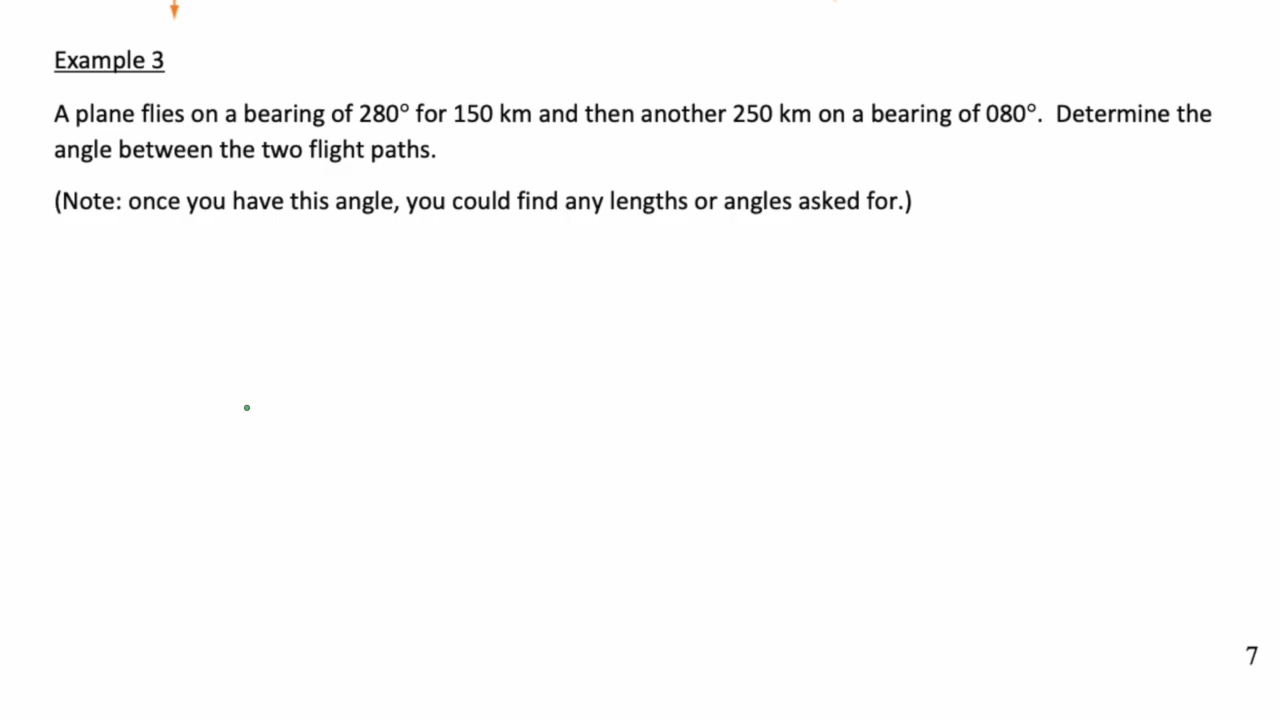 Example 3
A plane flies on a bearing of 280° for 150 km and then another 250 km on a bearing of 080°.  Determine the
angle between the two flight paths.
(Note: once you have this angle, you could find any lengths or angles asked for.)
7